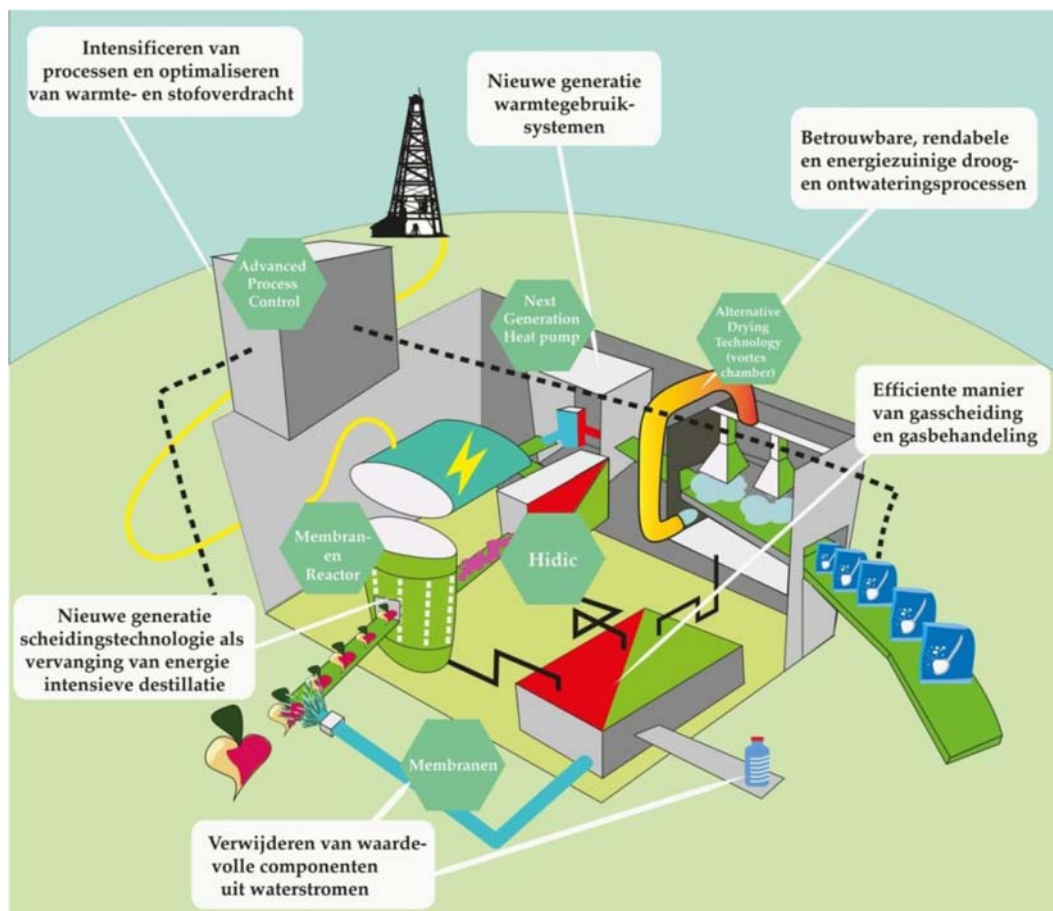 Intensificeren van
processen en optimaliseren
van warmte- en stofoverdracht
Nieuwe generatie
warmtegebruik-
systemen
Betrouwbare, rendabele
en energiezuinige droog-
en ontwateringsprocessen
Advanced
Process
Control
Next
Generation
Heat pump
Alternative
Drying
Technology
(vortex
chamber)
Efficiente manier
van gasscheiding
en gasbehandeling
Membran-
en
Reactor
Hidic
Nieuwe generatie
scheidingstechnologie als
vervanging van energie
intensieve destillatie
Membranen
Verwijderen van waarde-
volle componenten
uit waterstromen